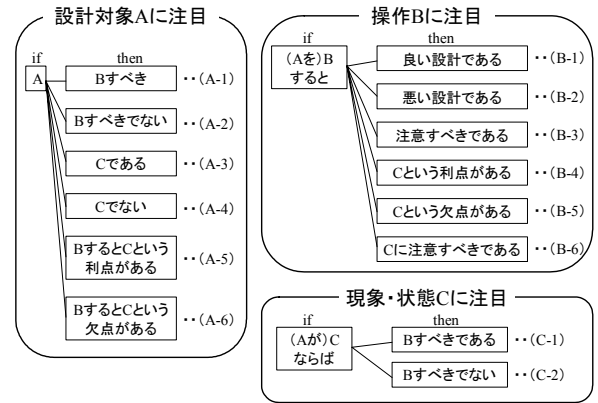 設計対象Aに注目
if
then
A
Bすべき
・・(A-1)
Bすべきでない
・・(A-2)
Cである
・・(A-3)
Cでない
・・(A-4)
BするとCという
利点がある
・・(A-5)
BするとCという
欠点がある
・・(A-6)
操作Bに注目
if
then
(Aを)B
すると
良い設計である
・・(B-1)
悪い設計である
・・(B-2)
注意すべきである
・・(B-3)
Cという利点がある
・・(B-4)
Cという欠点がある
・・(B-5)
Cに注意すべきである
・・(B-6)
現象・状態Cに注目
if
then
(Aが)C
ならば
Bすべきである
・・(C-1)
Bすべきでない
・・(C-2)